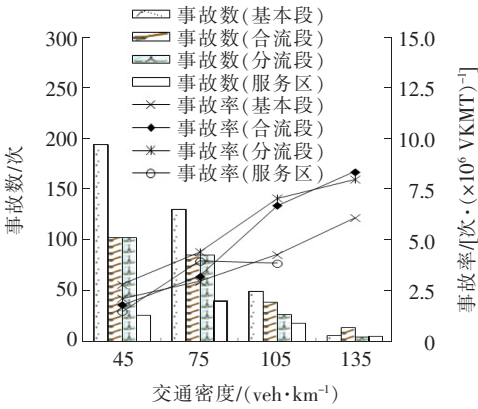 事故数(基本段)
事故数(合流段)
事故数(分流段)
事故数(服务区)
事故率(基本段)
事故率(合流段)
事故率(分流段)
事故率(服务区)
300
250
200
150
100
50
0
事故数/次
15.0
12.5
10.0
7.5
5.0
2.5
0
事故率/[次·(×10⁶ VKMT)⁻¹]
45 75 105 135
交通密度/(veh·km⁻¹)